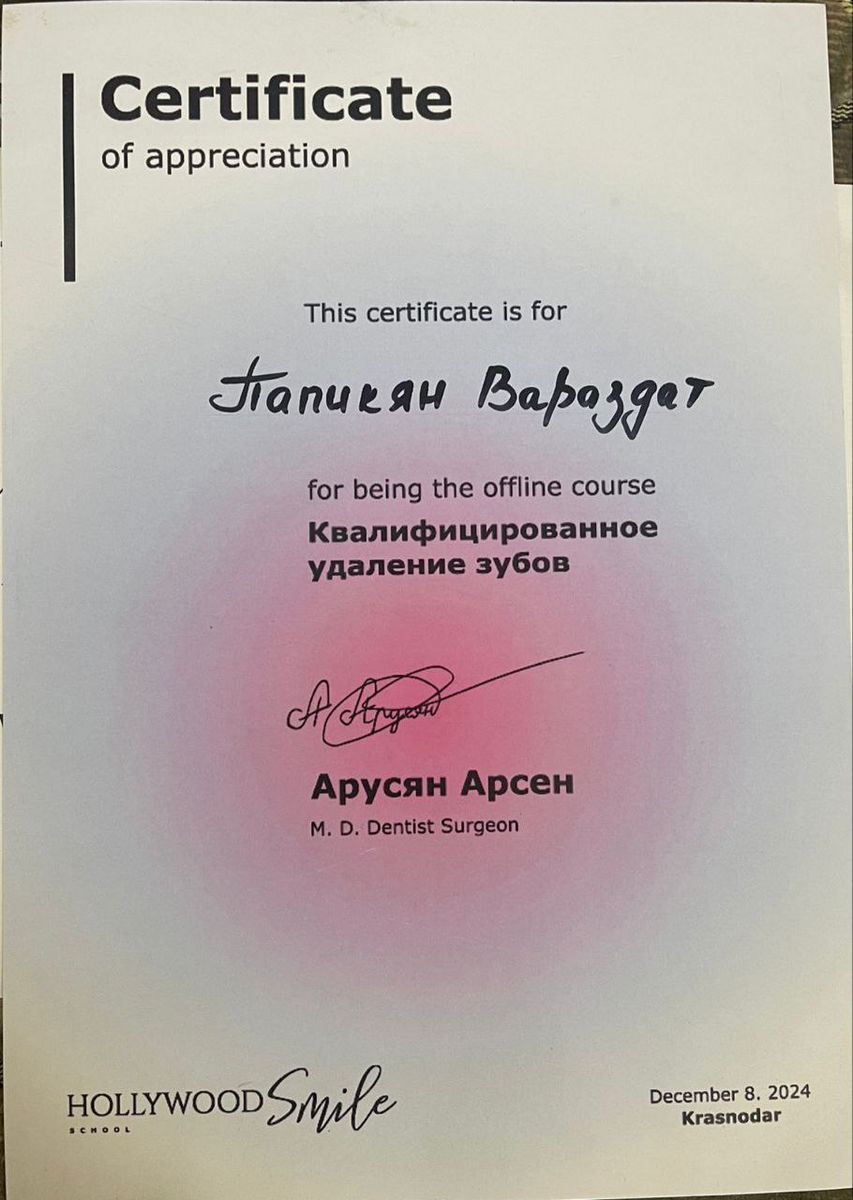 Certificate
of appreciation
This certificate is for
Папикян Вараздат
for being the offline course
Квалифицированное
удаление зубов
А Арусян
Арусян Арсен
M. D. Dentist Surgeon
HOLLYWOOD Smile
SCHOOL
December 8. 2024
Krasnodar